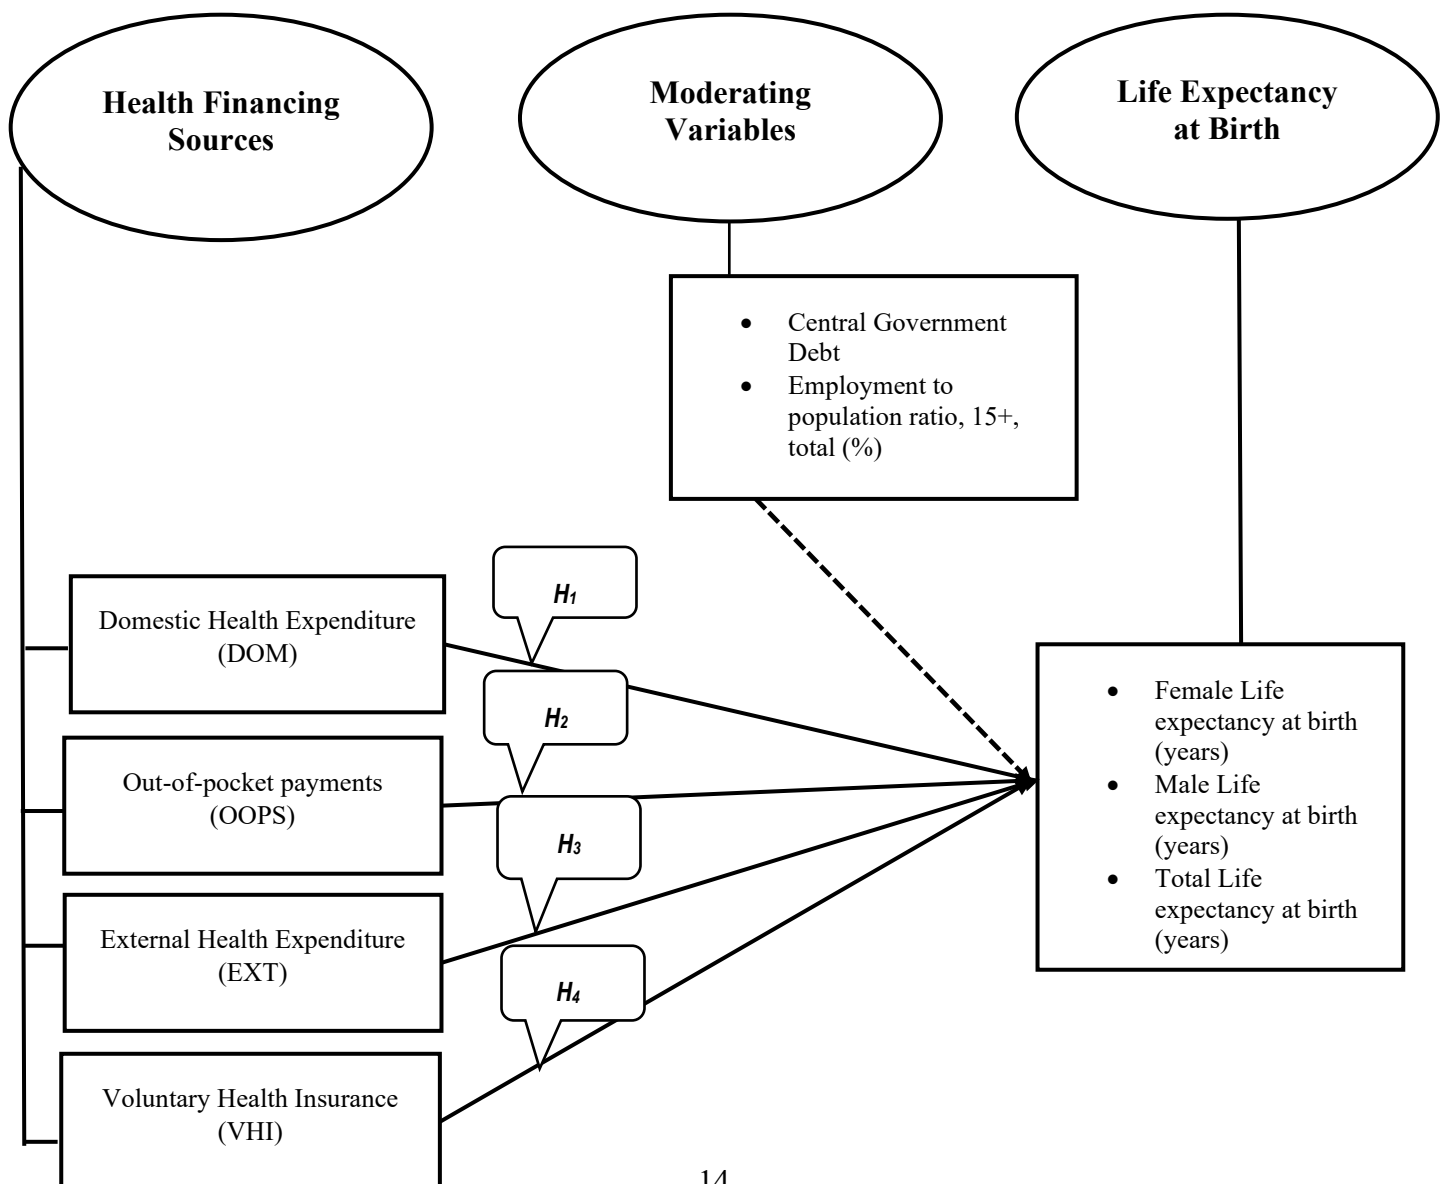 Health Financing
Sources
Moderating
Variables
Life Expectancy
at Birth
• Central Government
Debt
• Employment to
population ratio, 15+,
total (%)
H1
Domestic Health Expenditure
(DOM)
H2
Out-of-pocket payments
(OOPS)
H3
External Health Expenditure
(EXT)
H4
Voluntary Health Insurance
(VHI)
• Female Life
expectancy at birth
(years)
• Male Life
expectancy at birth
(years)
• Total Life
expectancy at birth
(years)
14